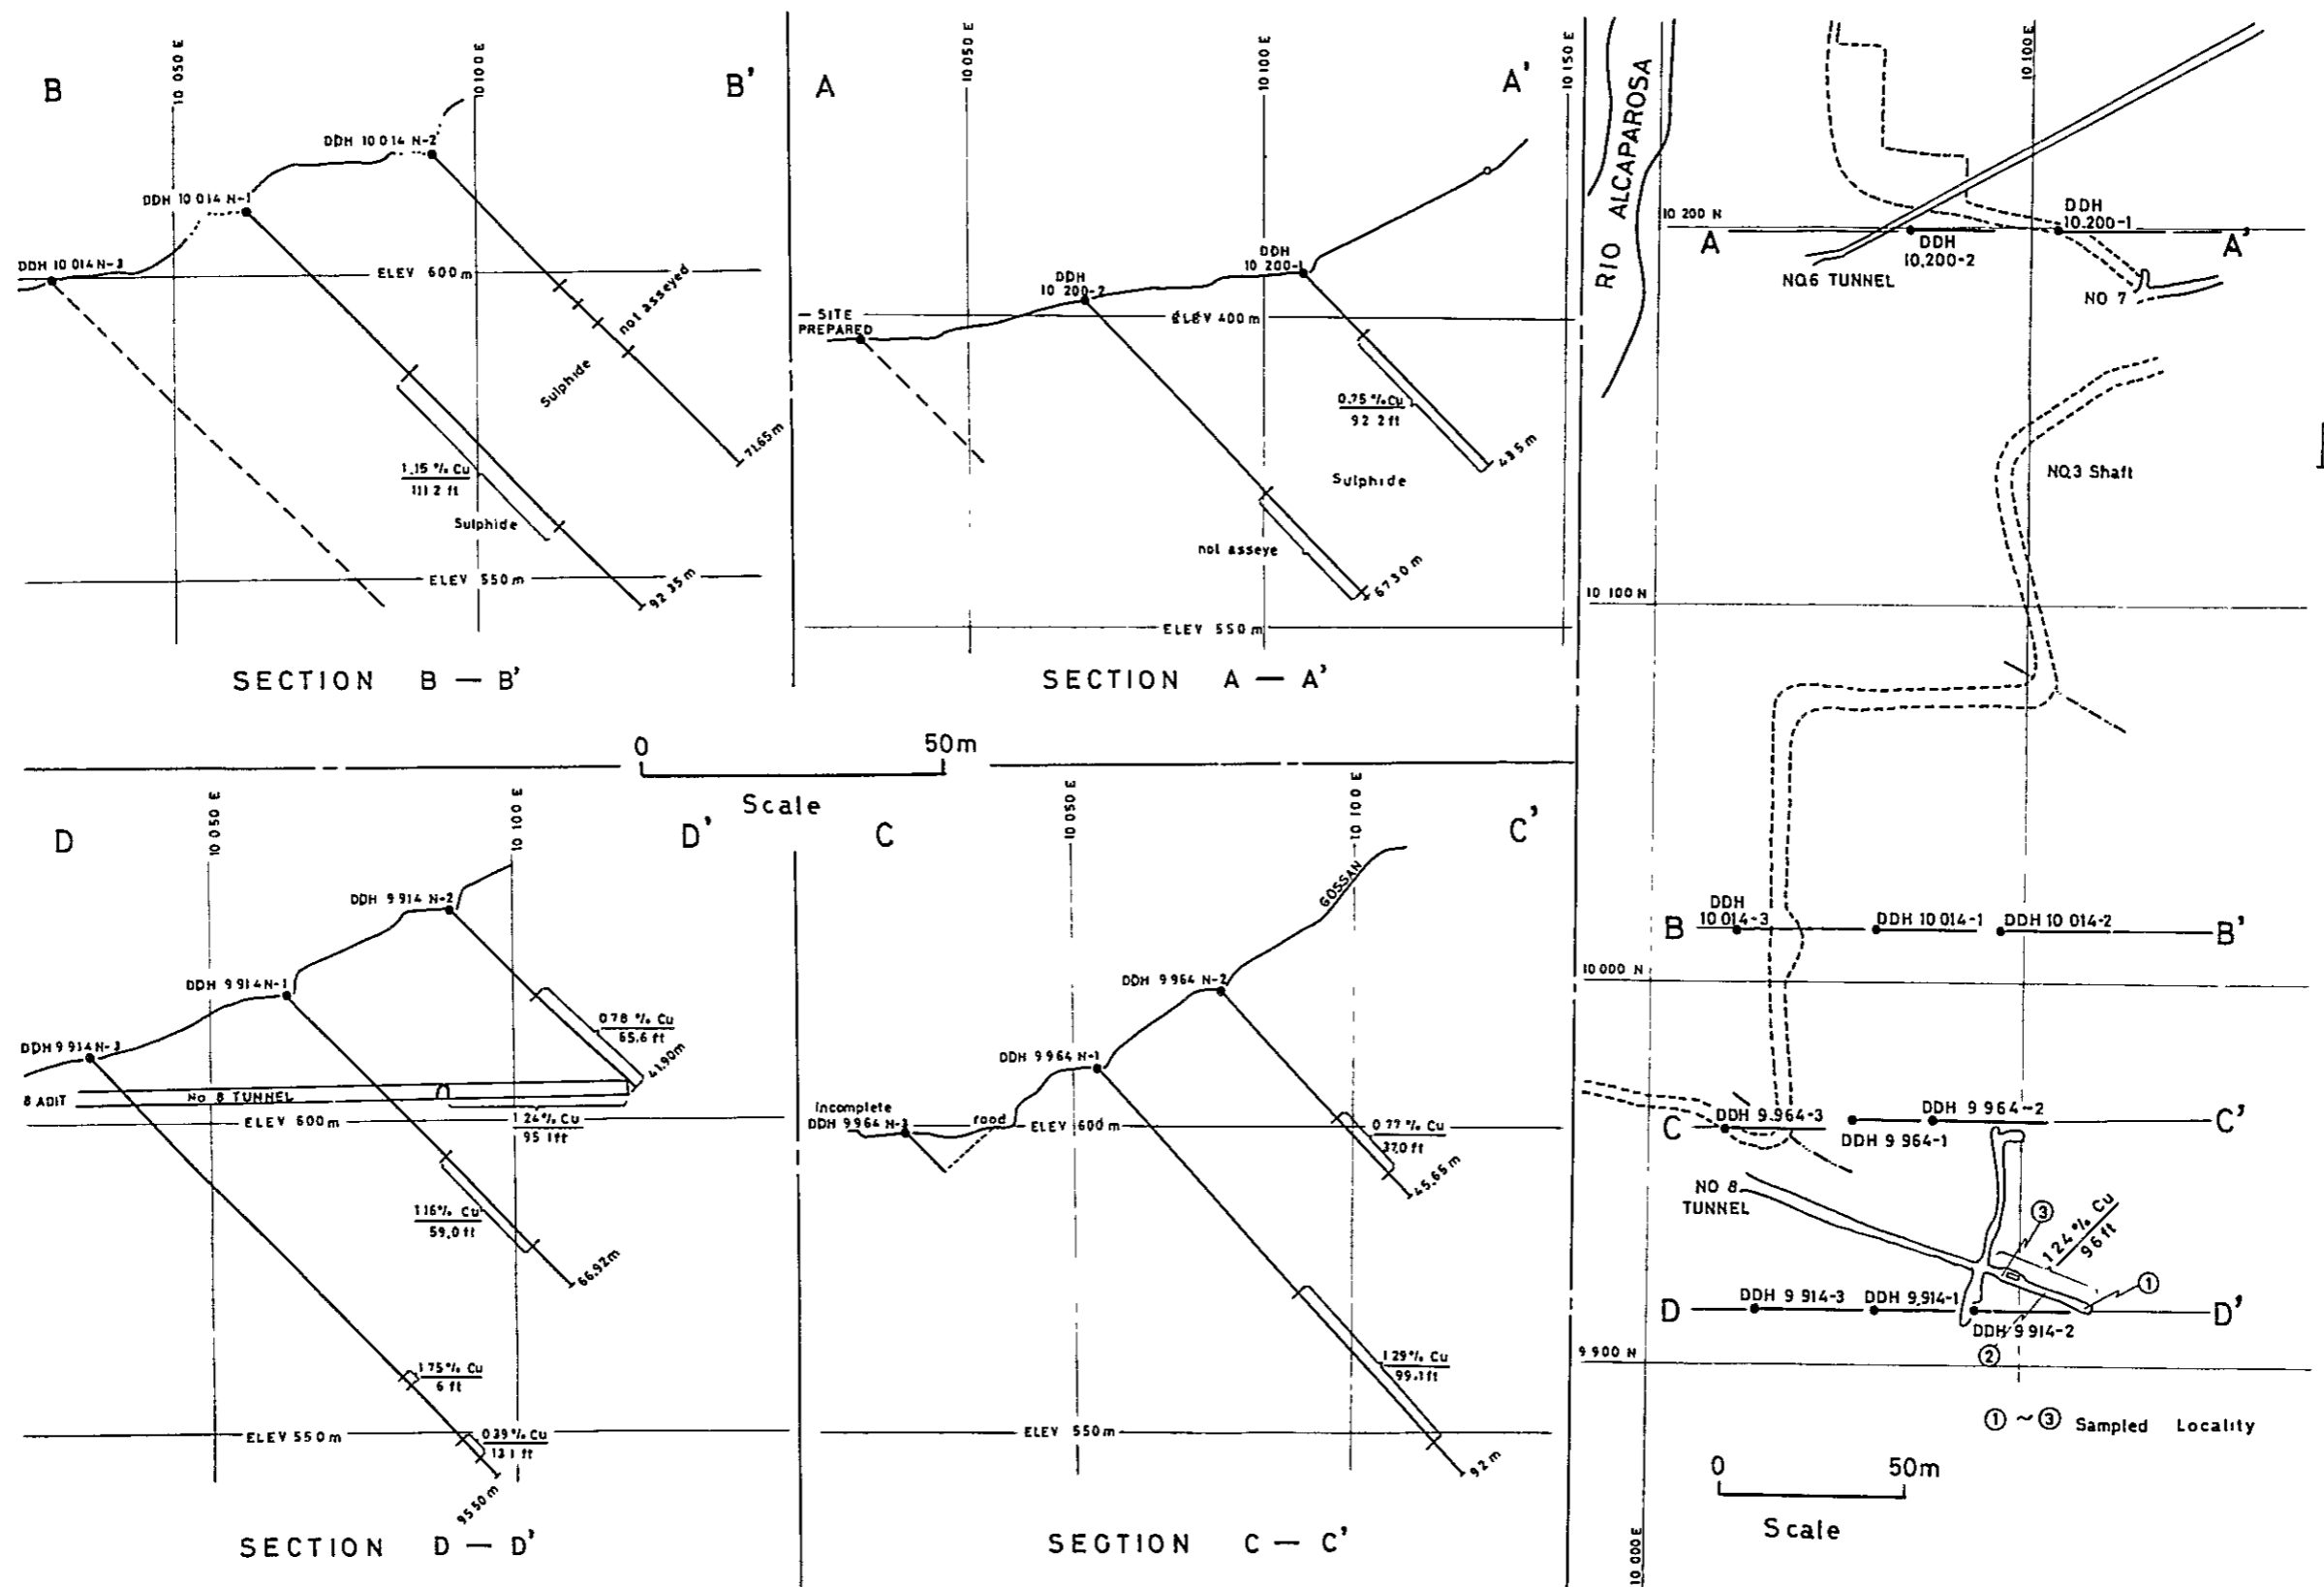 B
10 050 E
10 100 E
B'
DDH 10 014 N-2
DDH 10 014 N-1
DDH 10 014 N-3
ELEV 600 m
not asseyed
Sulphide
71.65 m
1.15 % Cu
111.2 ft
Sulphide
ELEV 550 m
92.35 m
SECTION B — B'
A
10 050 E
10 100 E
A'
10 150 E
DDH
10 200-1
DDH
10 200-2
— SITE
PREPARED
ELEV 400 m
0.75 % Cu
92.2 ft
43.5 m
Sulphide
not asseye
67.30 m
ELEV 550 m
SECTION A — A'
0 50m
Scale
D
10 050 E
10 100 E
D'
DDH 9 914 N-2
DDH 9 914 N-1
DDH 9 914 N-3
0.78 % Cu
65.6 ft
41.90m
8 ADIT
No 8 TUNNEL
ELEV 600 m
1.24 % Cu
95.1ft
1.16% Cu
59.0 ft
66.92m
1.75 % Cu
6 ft
ELEV 550 m
0.39 % Cu
13.1 ft
95.50 m
SECTION D — D'
C
10 050 E
10 100 E
C'
GOSSAN
DDH 9 964 N-2
DDH 9 964 N-1
Incomplete
DDH 9 964 N-3
road
ELEV 600 m
0.77 % Cu
37.0 ft
45.65 m
1.29 % Cu
99.1 ft
ELEV 550 m
92 m
SECTION C — C'
RIO ALCAPAROSA
10 100 E
10 200 N
A
DDH
10.200-1
A'
DDH
10.200-2
NO.6 TUNNEL
NO 7
NO.3 Shaft
10 100 N
DDH
10 014-3
DDH 10 014-1
DDH 10 014-2
B
B'
10 000 N
DDH 9.964-3
DDH 9 964-2
C
C'
DDH 9 964-1
NO 8
TUNNEL
③
1.24 % Cu
96 ft
①
DDH 9 914-3
DDH 9.914-1
D
D'
DDH 9 914-2
②
9 900 N
① ~ ③ Sampled Locality
0 50m
Scale
10 000 E